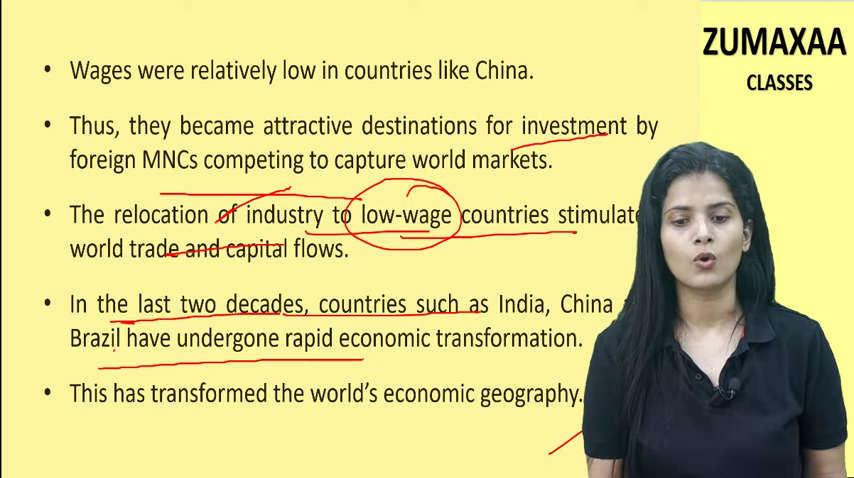 ZUMAXAA
CLASSES
• Wages were relatively low in countries like China.
• Thus, they became attractive destinations for investment by
foreign MNCs competing to capture world markets.
• The relocation of industry to low-wage countries stimulate
world trade and capital flows.
• In the last two decades, countries such as India, China
Brazil have undergone rapid economic transformation.
• This has transformed the world's economic geography.